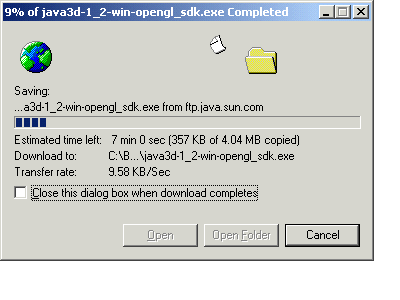 9% of java3d-1_2-win-opengl_sdk.exe Completed
Saving:
...a3d-1_2-win-opengl_sdk.exe from ftp.java.sun.com
Estimated time left: 7 min 0 sec (357 KB of 4.04 MB copied)
Download to: C:\B...\java3d-1_2-win-opengl_sdk.exe
Transfer rate: 9.58 KB/Sec
Close this dialog box when download completes
Open Open Folder Cancel